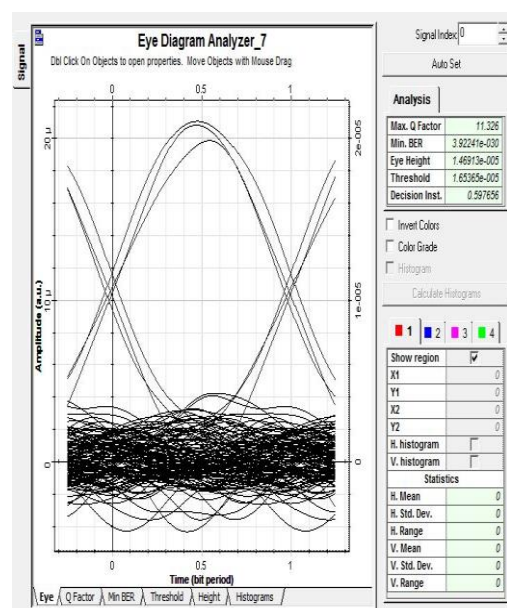 Signal
Eye Diagram Analyzer_7
Dbl Click On Objects to open properties. Move Objects with Mouse Drag
0 0.5 1
Amplitude (a.u.)
20 µ
10 µ
0
2e-005
1e-005
0
0 0.5 1
Time (bit period)
Eye Q Factor Min BER Threshold Height Histograms
Signal Index: 0
Auto Set
Analysis
Max. Q Factor 11.326
Min. BER 3.92241e-030
Eye Height 1.46913e-005
Threshold 1.65365e-005
Decision Inst. 0.597656
Invert Colors
Color Grade
Histogram
Calculate Histograms
1 2 3 4
Show region
X1 0
Y1 0
X2 0
Y2 0
H. histogram
V. histogram
Statistics
H. Mean 0
H. Std. Dev. 0
H. Range 0
V. Mean 0
V. Std. Dev. 0
V. Range 0